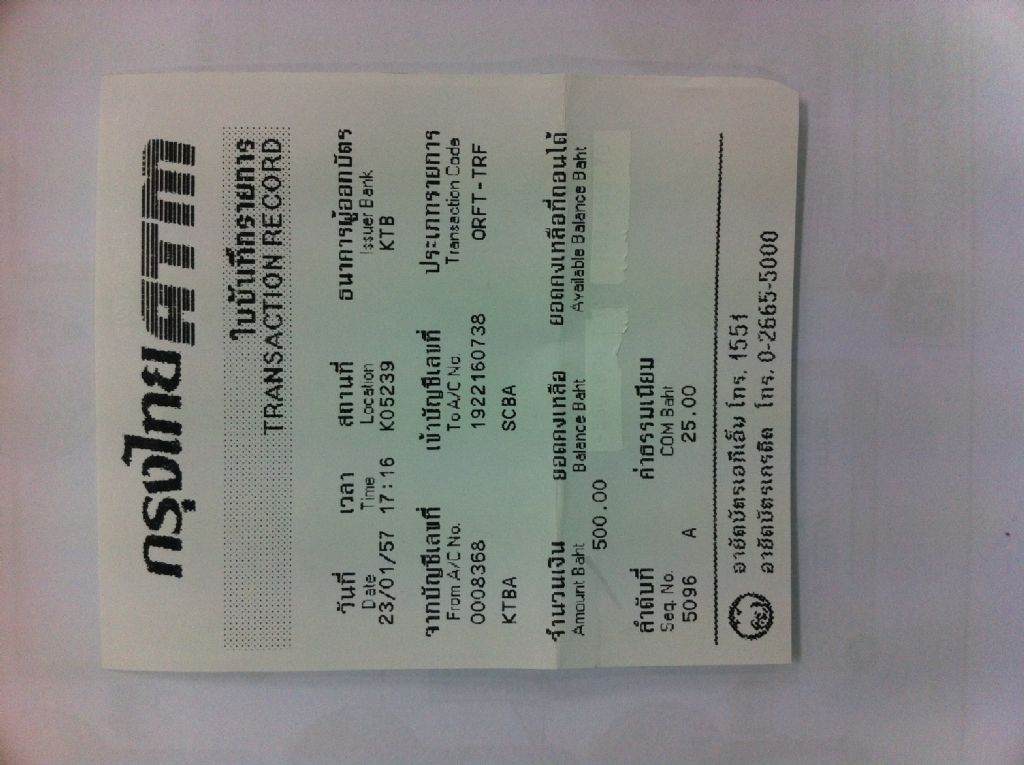 กรุงไทย ATM
ใบบันทึกรายการ
TRANSACTION RECORD
วันที่ เวลา สถานที่ ธนาคารผู้ออกบัตร
Date Time Location Issuer Bank
23/01/57 17:16 K05239 KTB
จากบัญชีเลขที่ เข้าบัญชีเลขที่ ประเภทรายการ
From A/C No. To A/C No. Transaction Code
0008368 1922160738 ORFT-TRF
KTBA SCBA
จำนวนเงิน ยอดคงเหลือ ยอดคงเหลือที่ถอนได้
Amount Baht Balance Baht Available Balance Baht
500.00
ลำดับที่ ค่าธรรมเนียม
Seq. No. COM Baht
5096 A 25.00
อายัดบัตรเอทีเอ็ม โทร. 1551
อายัดบัตรเครดิต โทร. 0-2665-5000